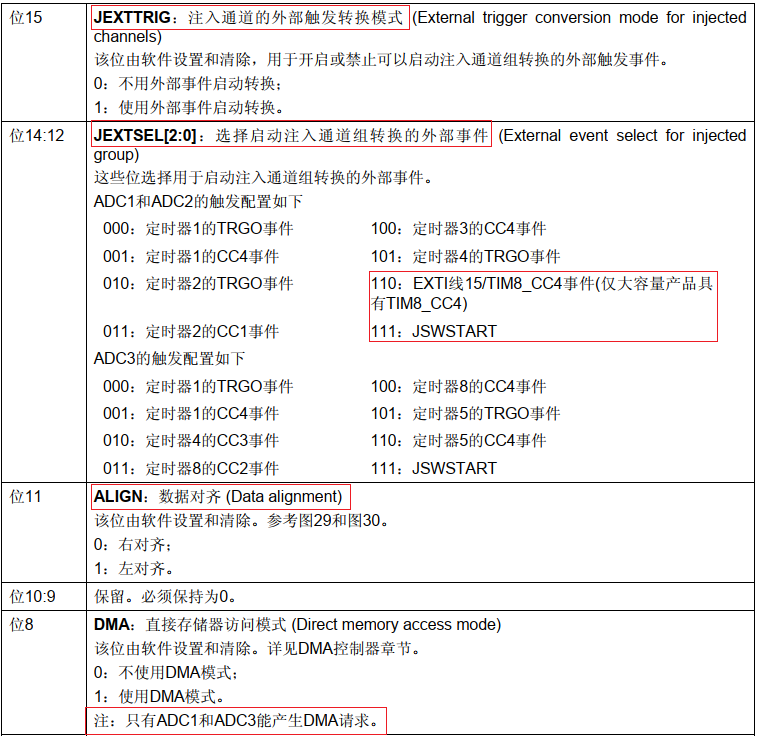 位15 JEXTTRIG：注入通道的外部触发转换模式 (External trigger conversion mode for injected
channels)
该位由软件设置和清除，用于开启或禁止可以启动注入通道组转换的外部触发事件。
0：不用外部事件启动转换；
1：使用外部事件启动转换。
位14:12 JEXTSEL[2:0]：选择启动注入通道组转换的外部事件 (External event select for injected
group)
这些位选择用于启动注入通道组转换的外部事件。
ADC1和ADC2的触发配置如下
000：定时器1的TRGO事件 100：定时器3的CC4事件
001：定时器1的CC4事件 101：定时器4的TRGO事件
010：定时器2的TRGO事件 110：EXTI线15/TIM8_CC4事件(仅大容量产品具
有TIM8_CC4)
011：定时器2的CC1事件 111：JSWSTART
ADC3的触发配置如下
000：定时器1的TRGO事件 100：定时器8的CC4事件
001：定时器1的CC4事件 101：定时器5的TRGO事件
010：定时器4的CC3事件 110：定时器5的CC4事件
011：定时器8的CC2事件 111：JSWSTART
位11 ALIGN：数据对齐 (Data alignment)
该位由软件设置和清除。参考图29和图30。
0：右对齐；
1：左对齐。
位10:9 保留。必须保持为0。
位8 DMA：直接存储器访问模式 (Direct memory access mode)
该位由软件设置和清除。详见DMA控制器章节。
0：不使用DMA模式；
1：使用DMA模式。
注：只有ADC1和ADC3能产生DMA请求。